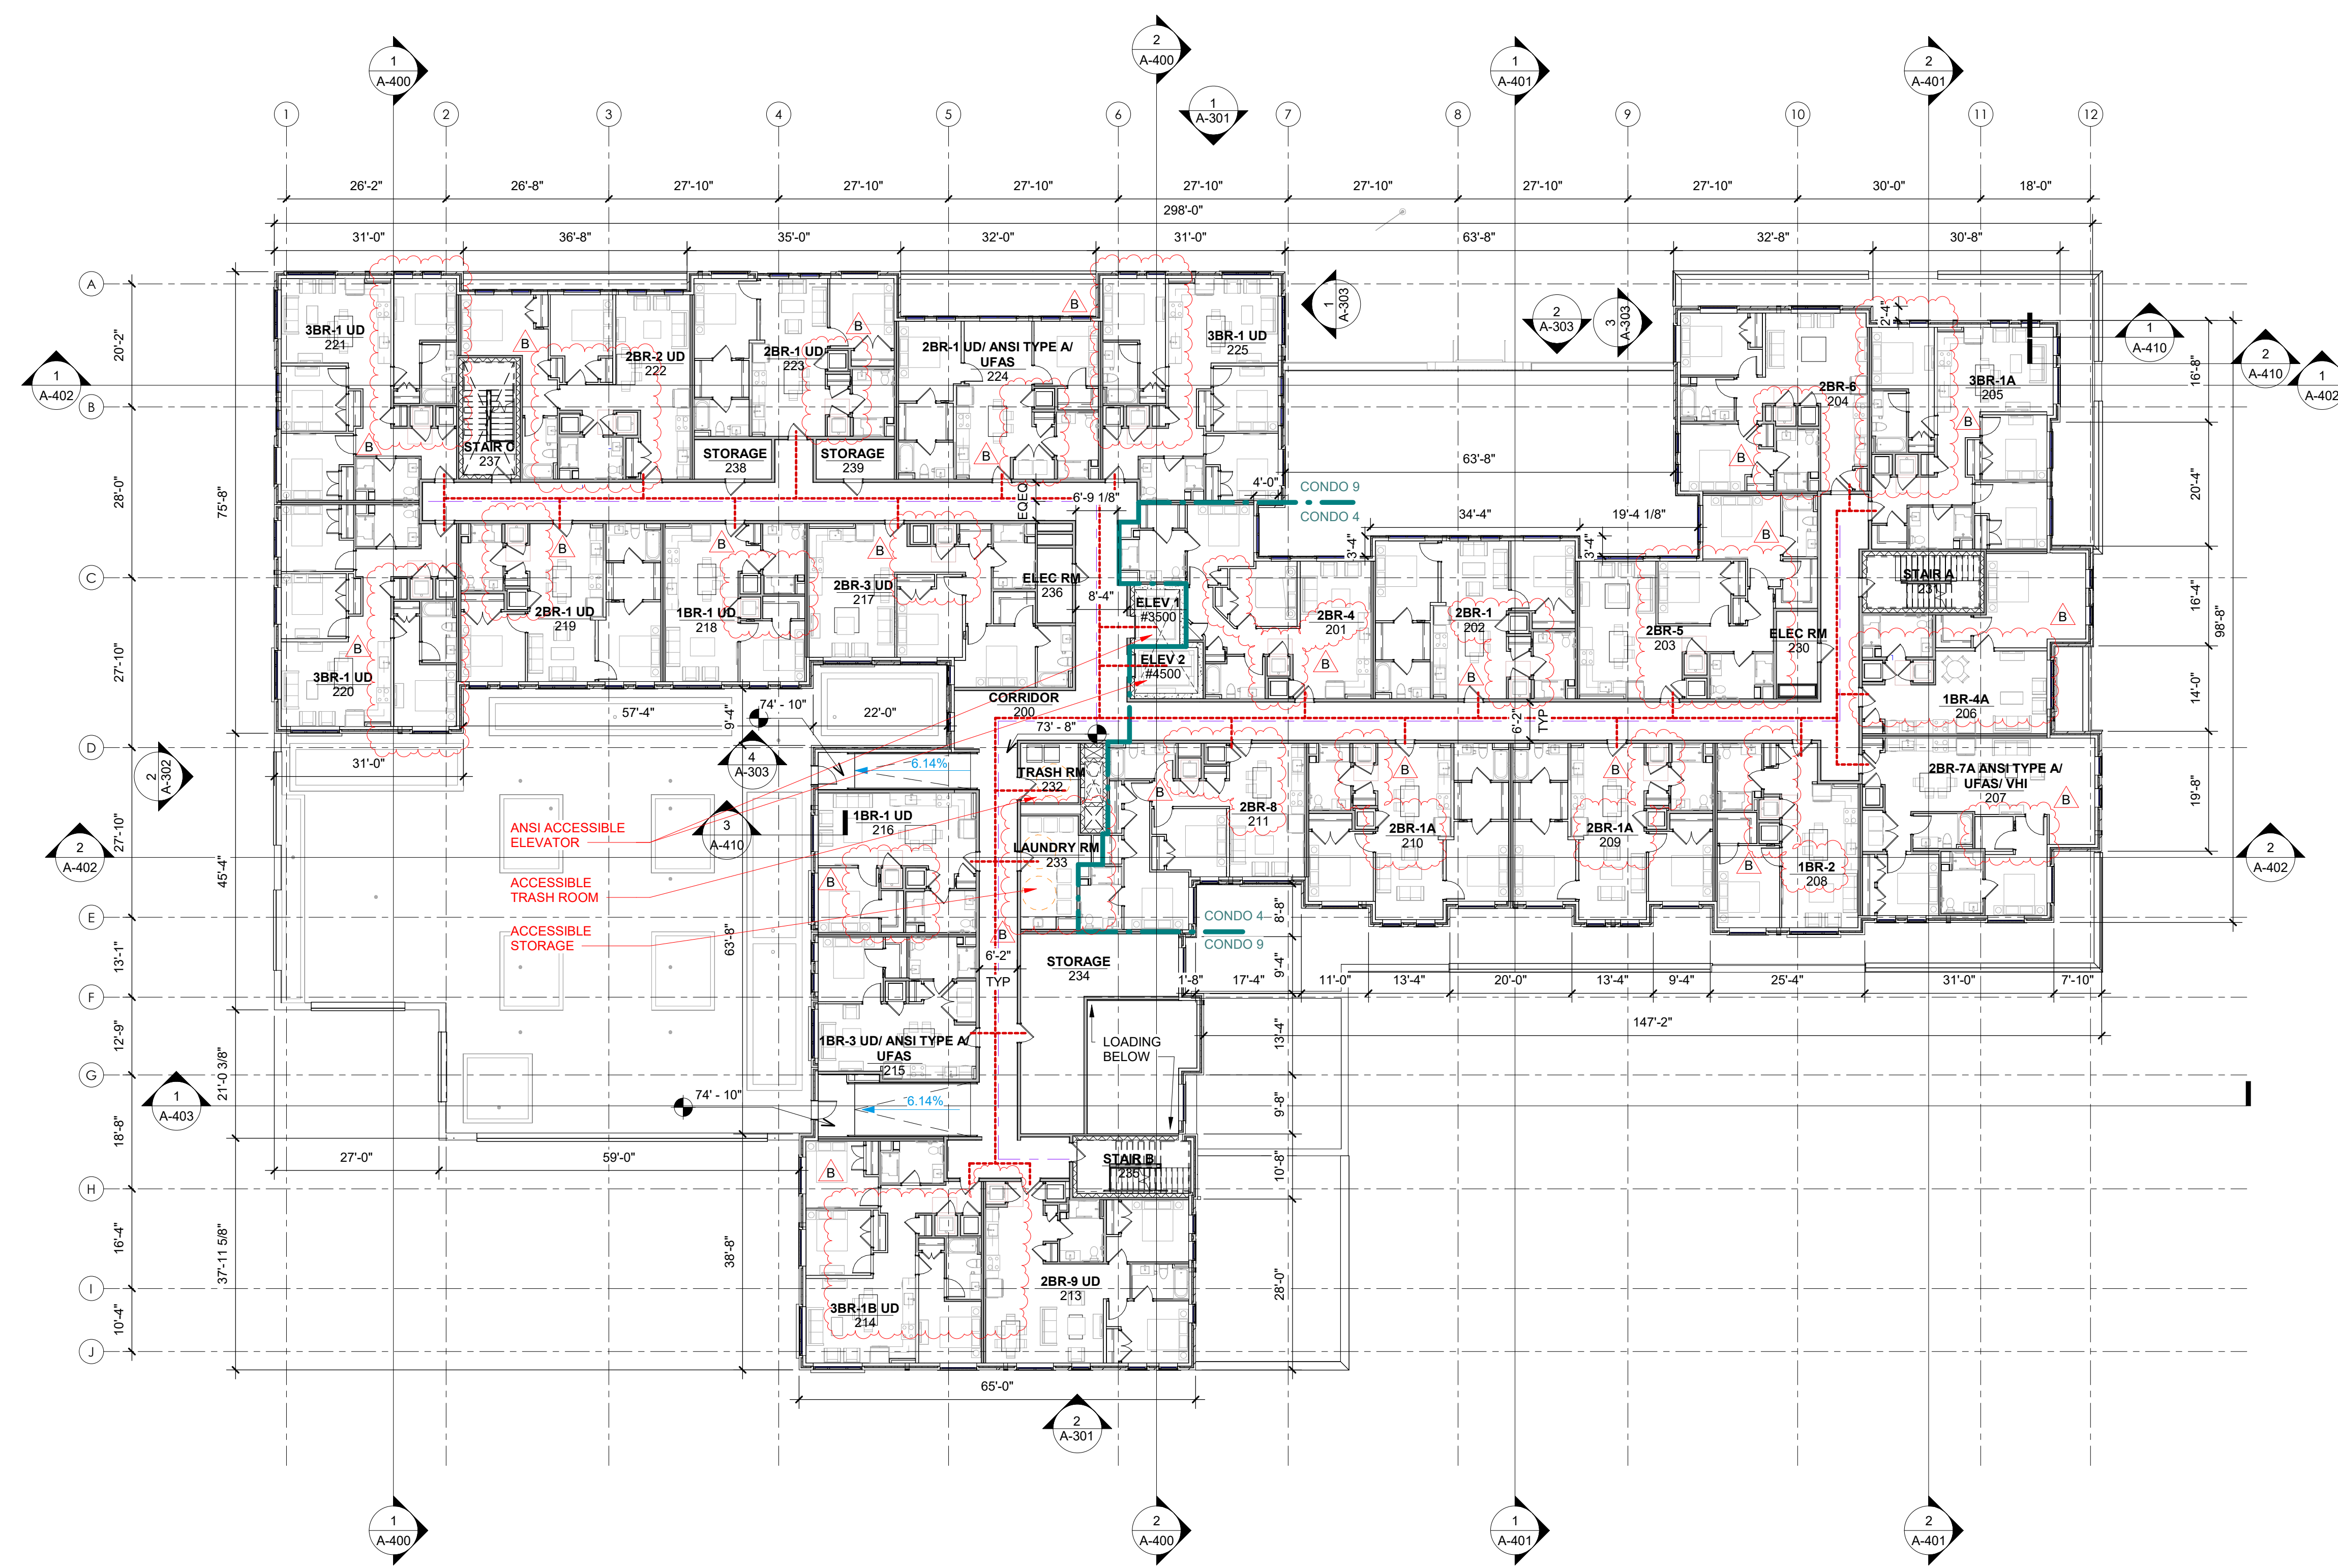 1
A-400
2
A-400
1
A-301
1
A-401
2
A-401
1
2
3
4
5
6
7
8
9
10
11
12
26'-2"
26'-8"
27'-10"
27'-10"
27'-10"
27'-10"
27'-10"
27'-10"
27'-10"
30'-0"
18'-0"
298'-0"
31'-0"
36'-8"
35'-0"
32'-0"
31'-0"
63'-8"
32'-8"
30'-8"
A
B
C
D
E
F
G
H
I
J
20'-2"
28'-0"
27'-10"
27'-10"
13'-1"
12'-9"
18'-8"
16'-4"
10'-4"
75'-8"
45'-4"
21'-0 3/8"
37'-11 5/8"
1
A-402
2
A-302
2
A-402
1
A-403
1
A-303
2
A-303
3
A-303
1
A-410
2
A-410
1
A-402
2
A-402
3BR-1 UD
221
2BR-2 UD
222
2BR-1 UD
223
2BR-1 UD/ ANSI TYPE A/
UFAS
224
3BR-1 UD
225
2BR-6
204
3BR-1A
205
2'-4"
16'-8"
20'-4"
16'-4"
14'-0"
19'-8"
98'-8"
STAIR C
237
STORAGE
238
STORAGE
239
B
B
B
B
B
B
B
B
63'-8"
4'-0"
CONDO 9
CONDO 4
6'-9 1/8"
EQ
EQ
34'-4"
19'-4 1/8"
3'-4"
3'-4"
B
B
B
B
3BR-1 UD
220
2BR-1 UD
219
1BR-1 UD
218
2BR-3 UD
217
ELEC RM
236
8'-4"
ELEV 1
#3500
ELEV 2
#4500
2BR-4
201
2BR-1
202
2BR-5
203
ELEC RM
230
STAIR A
231
1BR-4A
206
B
B
B
B
CORRIDOR
200
57'-4"
9'-4"
74' - 10"
22'-0"
73' - 8"
6'-2"
TYP
31'-0"
4
A-303
3
A-410
6.14%
TRASH RM
232
LAUNDRY RM
233
1BR-1 UD
216
2BR-8
211
2BR-1A
210
2BR-1A
209
1BR-2
208
2BR-7A ANSI TYPE A/
UFAS/ VHI
207
B
B
B
B
B
B
B
ANSI ACCESSIBLE
ELEVATOR
ACCESSIBLE
TRASH ROOM
ACCESSIBLE
STORAGE
63'-8"
6'-2"
TYP
STORAGE
234
CONDO 4
CONDO 9
8'-8"
9'-4"
1'-8"
17'-4"
11'-0"
13'-4"
20'-0"
13'-4"
9'-4"
25'-4"
31'-0"
7'-10"
147'-2"
1BR-3 UD/ ANSI TYPE A/
UFAS
215
LOADING
BELOW
13'-4"
9'-8"
10'-8"
28'-0"
74' - 10"
6.14%
27'-0"
59'-0"
38'-8"
STAIR B
235
B
3BR-1B UD
214
2BR-9 UD
213
65'-0"
2
A-301
1
A-400
2
A-400
1
A-401
2
A-401